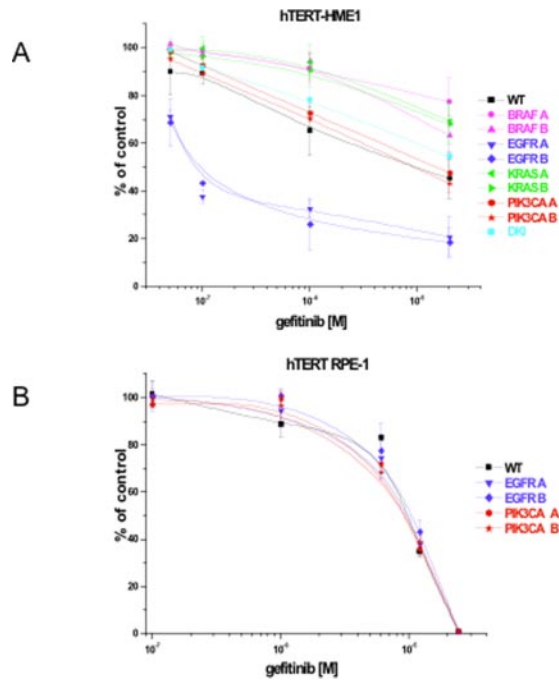 hTERT-HME1
A
% of control
100
80
60
40
20
0
WT
BRAF A
BRAF B
EGFR A
EGFR B
KRAS A
KRAS B
PIK3CA A
PIK3CA B
DKI
10⁻⁷
10⁻⁶
10⁻⁵
gefitinib [M]
hTERT RPE-1
B
% of control
100
80
60
40
20
0
WT
EGFR A
EGFR B
PIK3CA A
PIK3CA B
10⁻⁷
10⁻⁶
10⁻⁵
gefitinib [M]